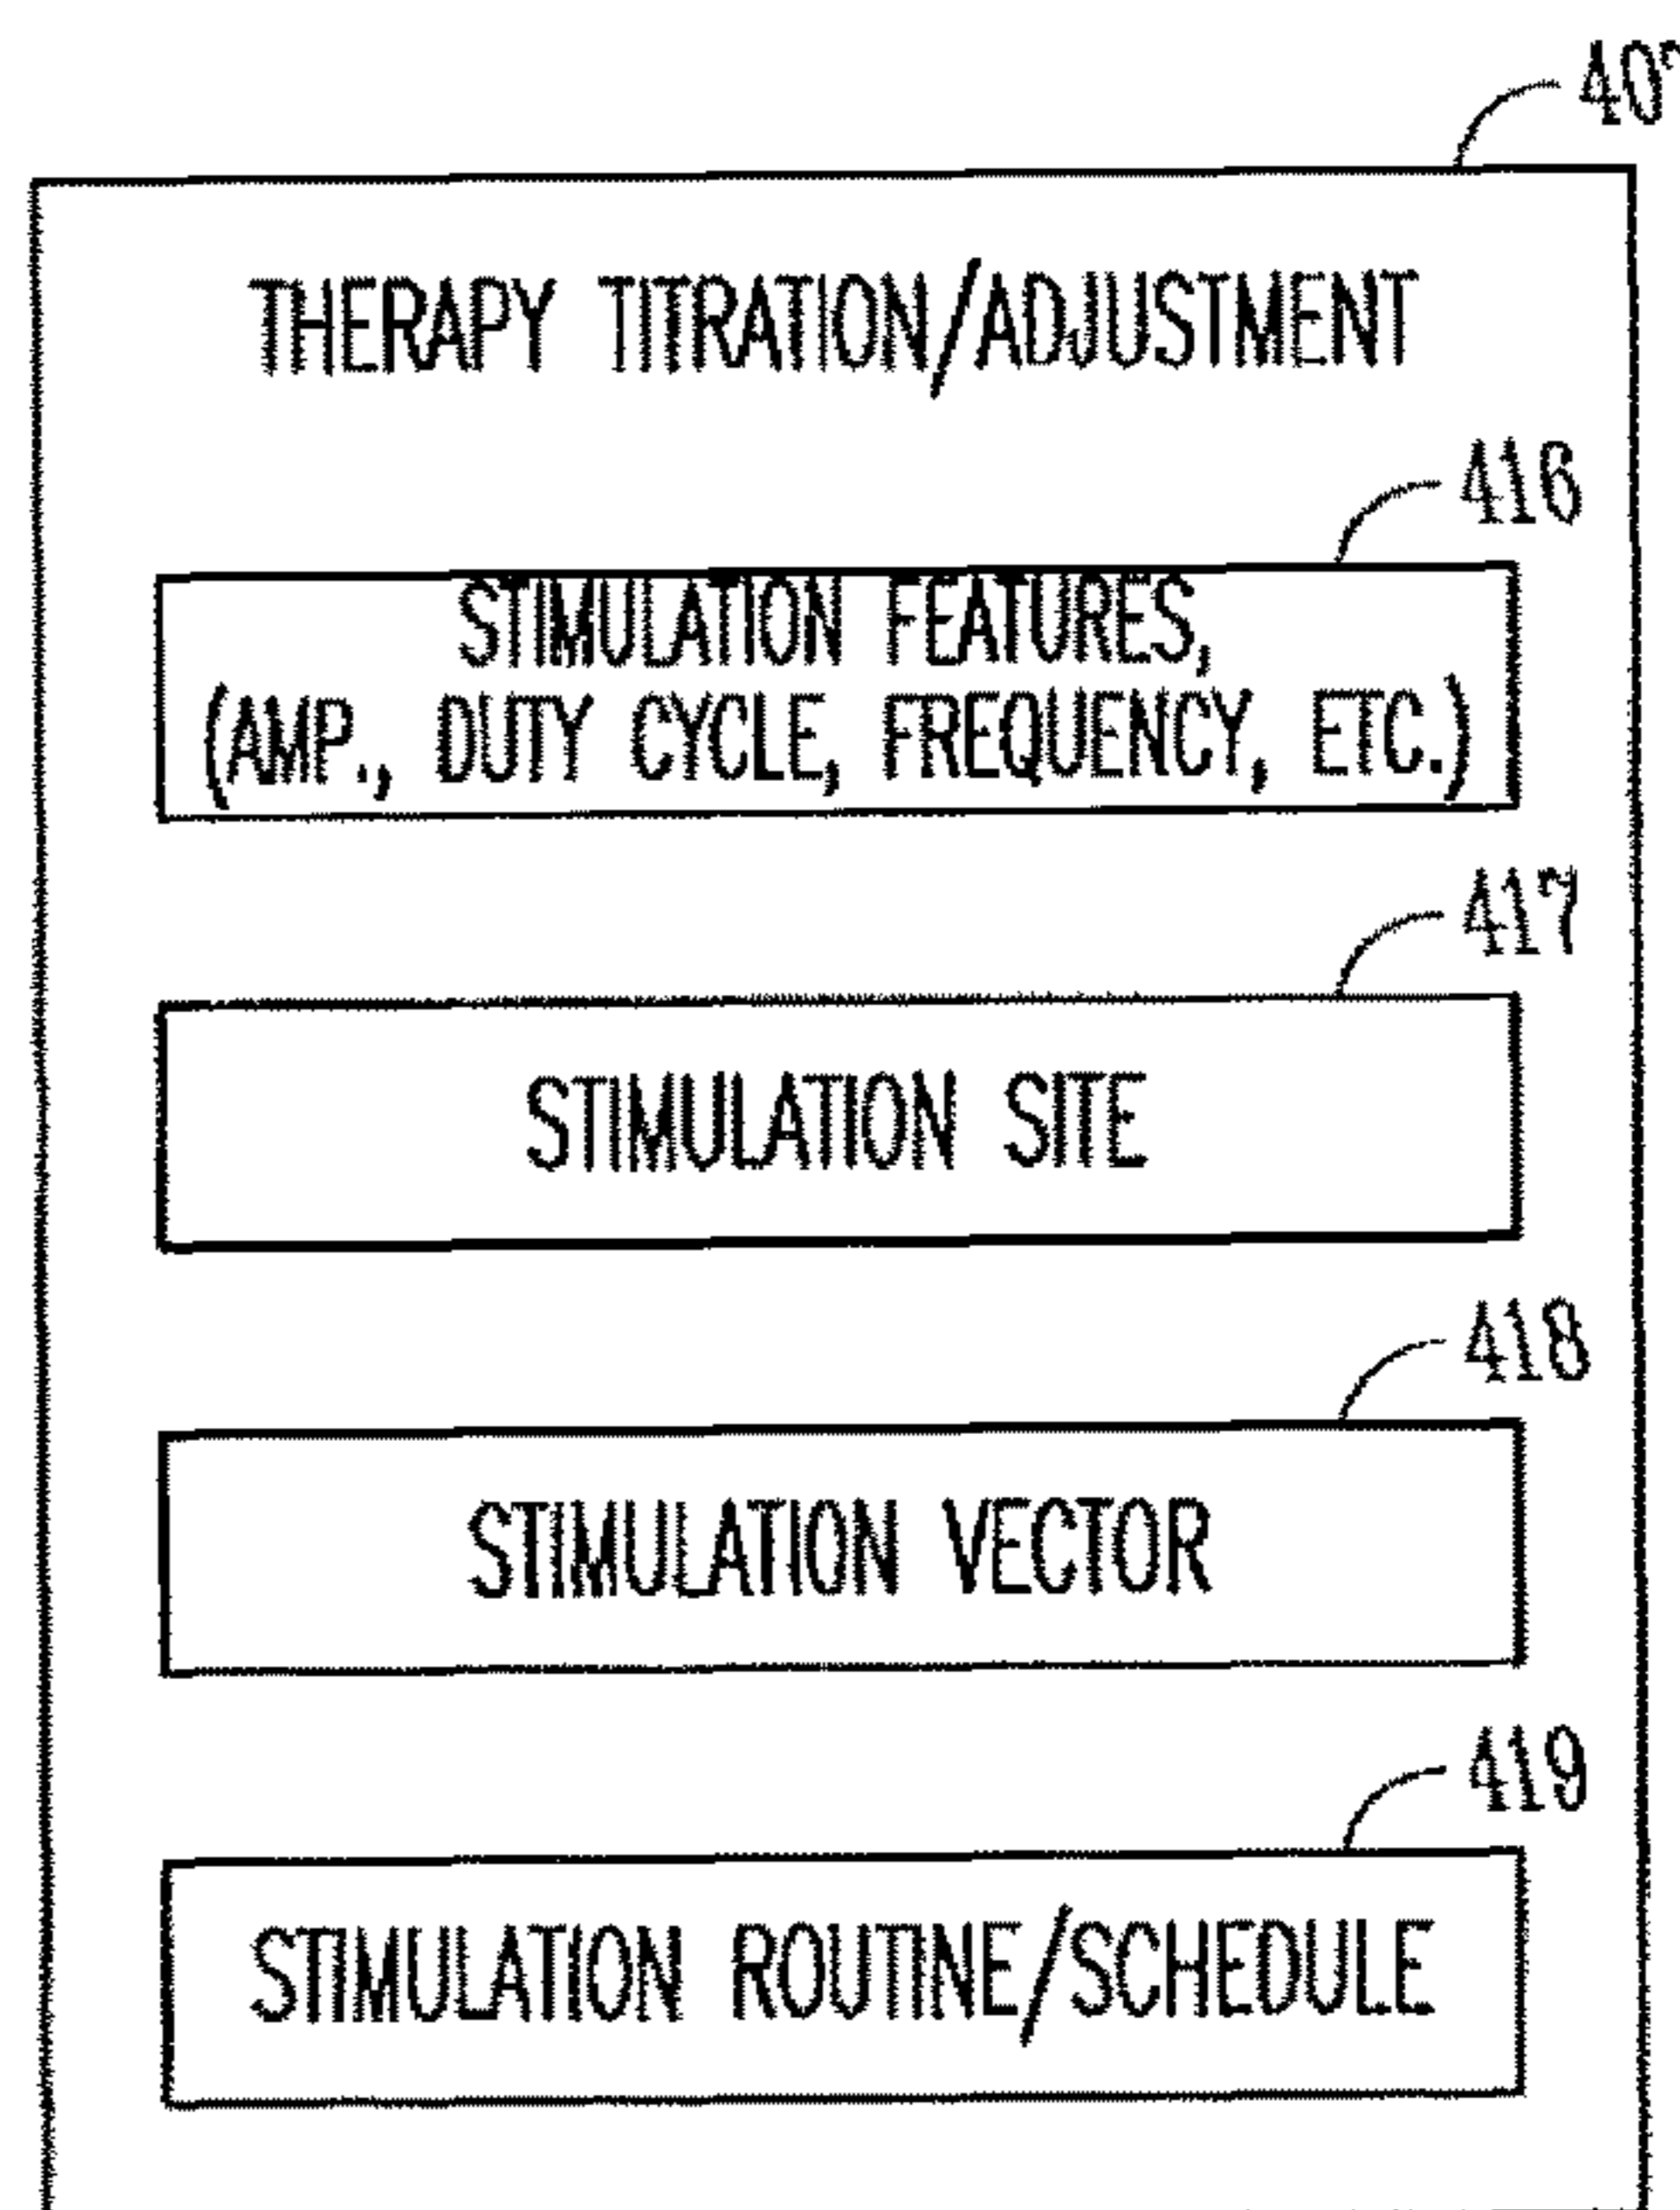 THERAPY TITRATION/ADJUSTMENT
416
STIMULATION FEATURES,
(AMP., DUTY CYCLE, FREQUENCY, ETC.)
417
STIMULATION SITE
418
STIMULATION VECTOR
419
STIMULATION ROUTINE/SCHEDULE